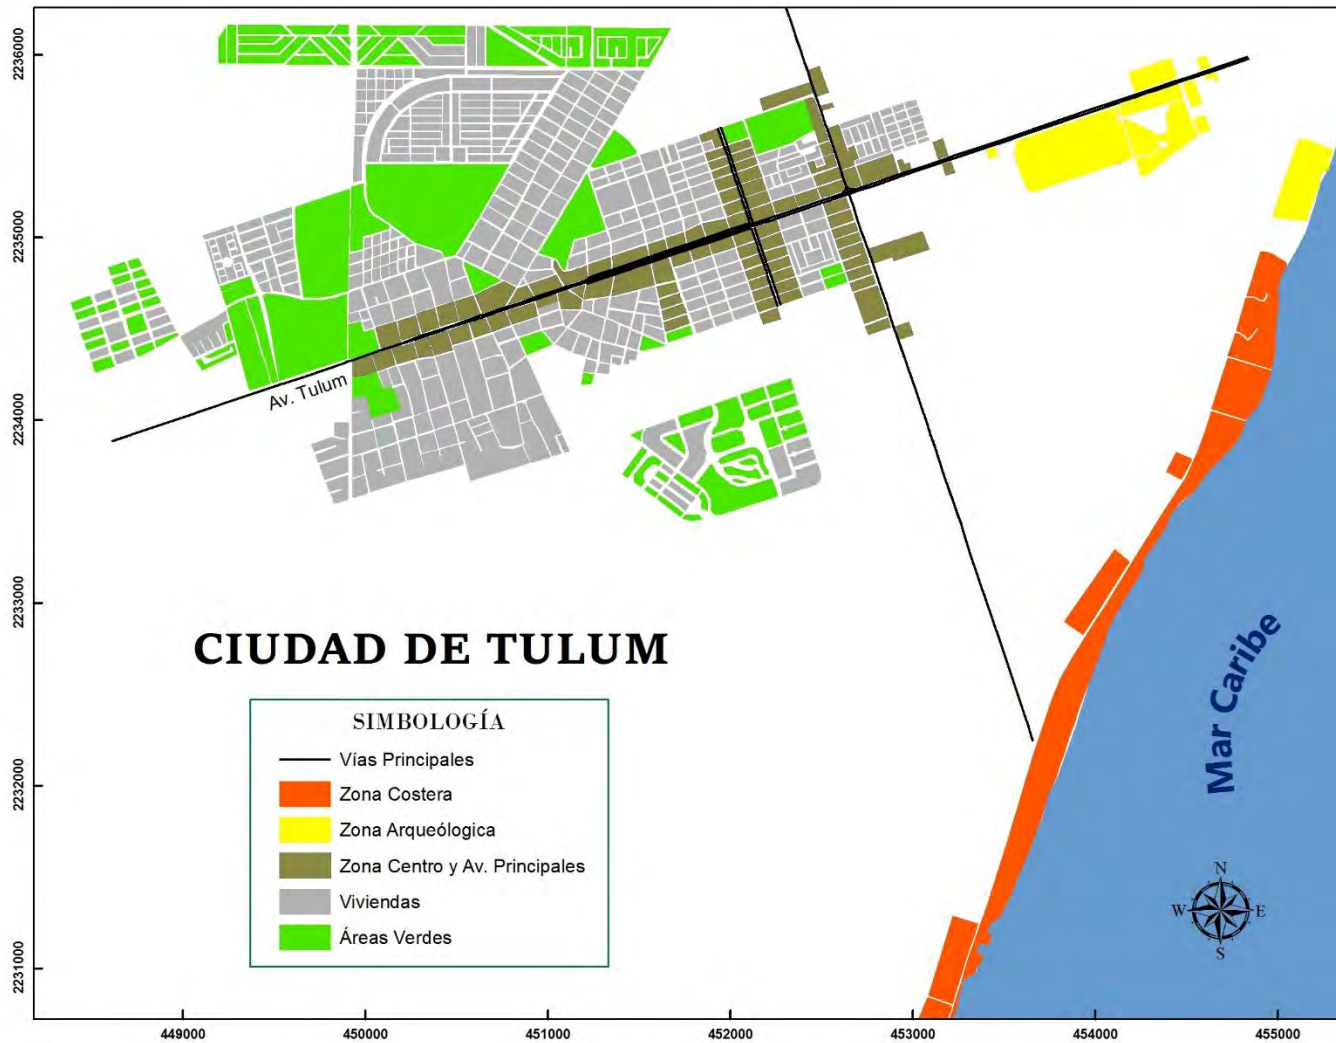 2236000
2235000
2234000
2233000
2232000
2231000
Av. Tulum
CIUDAD DE TULUM
SIMBOLOGÍA
Vías Principales
Zona Costera
Zona Arqueólogica
Zona Centro y Av. Principales
Viviendas
Áreas Verdes
Mar Caribe
N
W E
S
449000 450000 451000 452000 453000 454000 455000